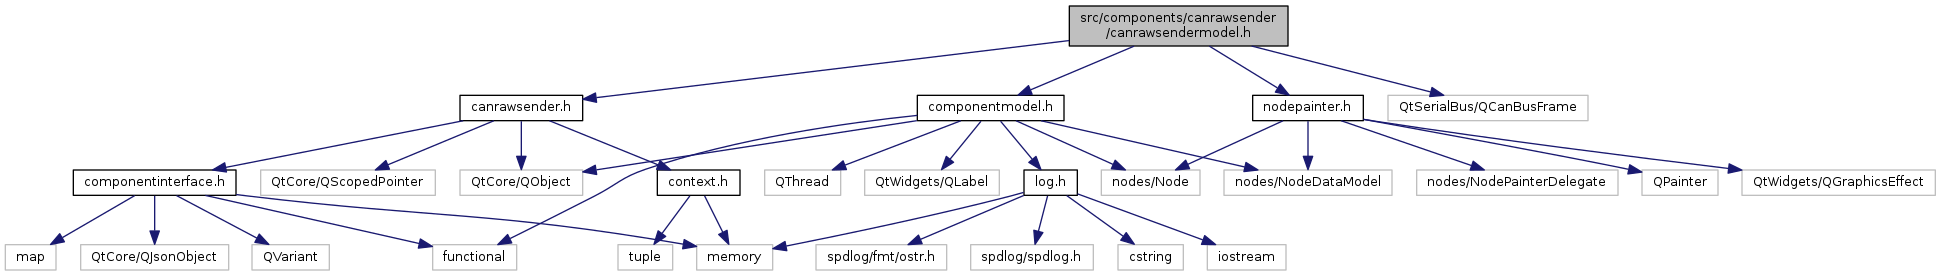 src/components/canrawsender
/canrawsendermodel.h
canrawsender.h
componentmodel.h
nodepainter.h
QtSerialBus/QCanBusFrame
componentinterface.h
QtCore/QScopedPointer
QtCore/QObject
context.h
QThread
QtWidgets/QLabel
log.h
nodes/Node
nodes/NodeDataModel
nodes/NodePainterDelegate
QPainter
QtWidgets/QGraphicsEffect
map
QtCore/QJsonObject
QVariant
functional
tuple
memory
spdlog/fmt/ostr.h
spdlog/spdlog.h
cstring
iostream